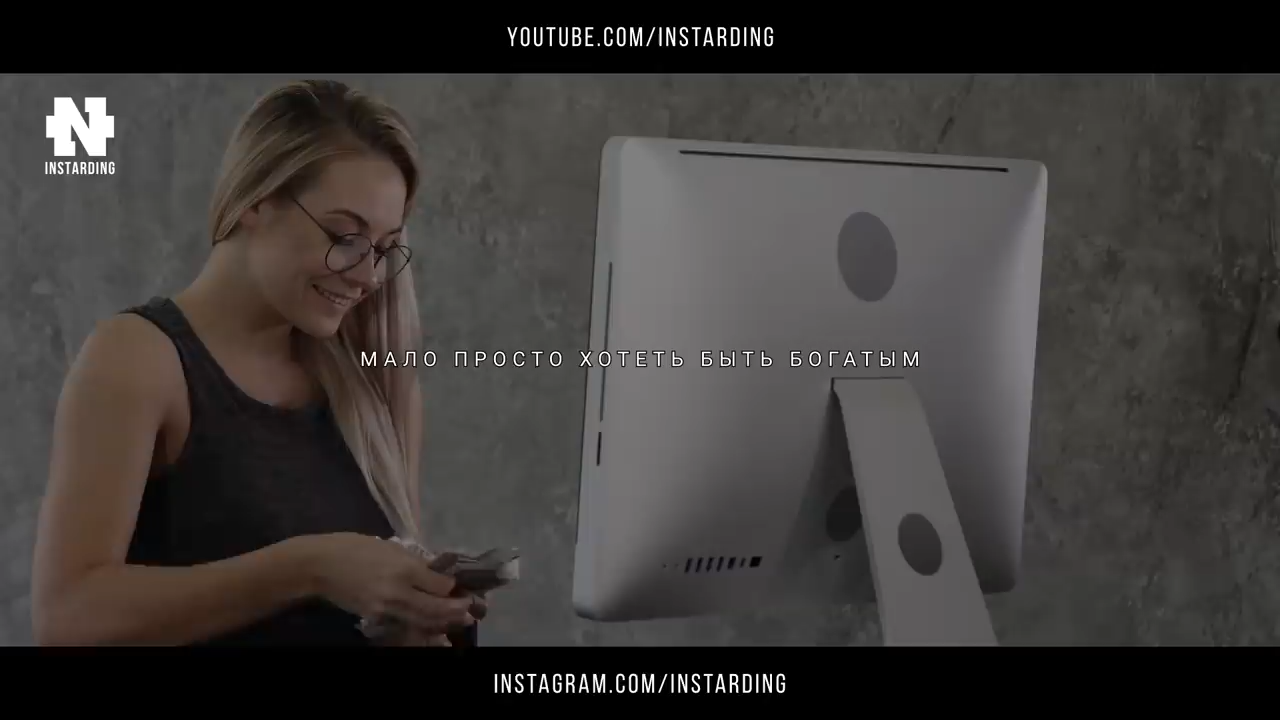 YOUTUBE.COM/INSTARDING
N
INSTARDING
МАЛО ПРОСТО ХОТЕТЬ БЫТЬ БОГАТЫМ
INSTAGRAM.COM/INSTARDING